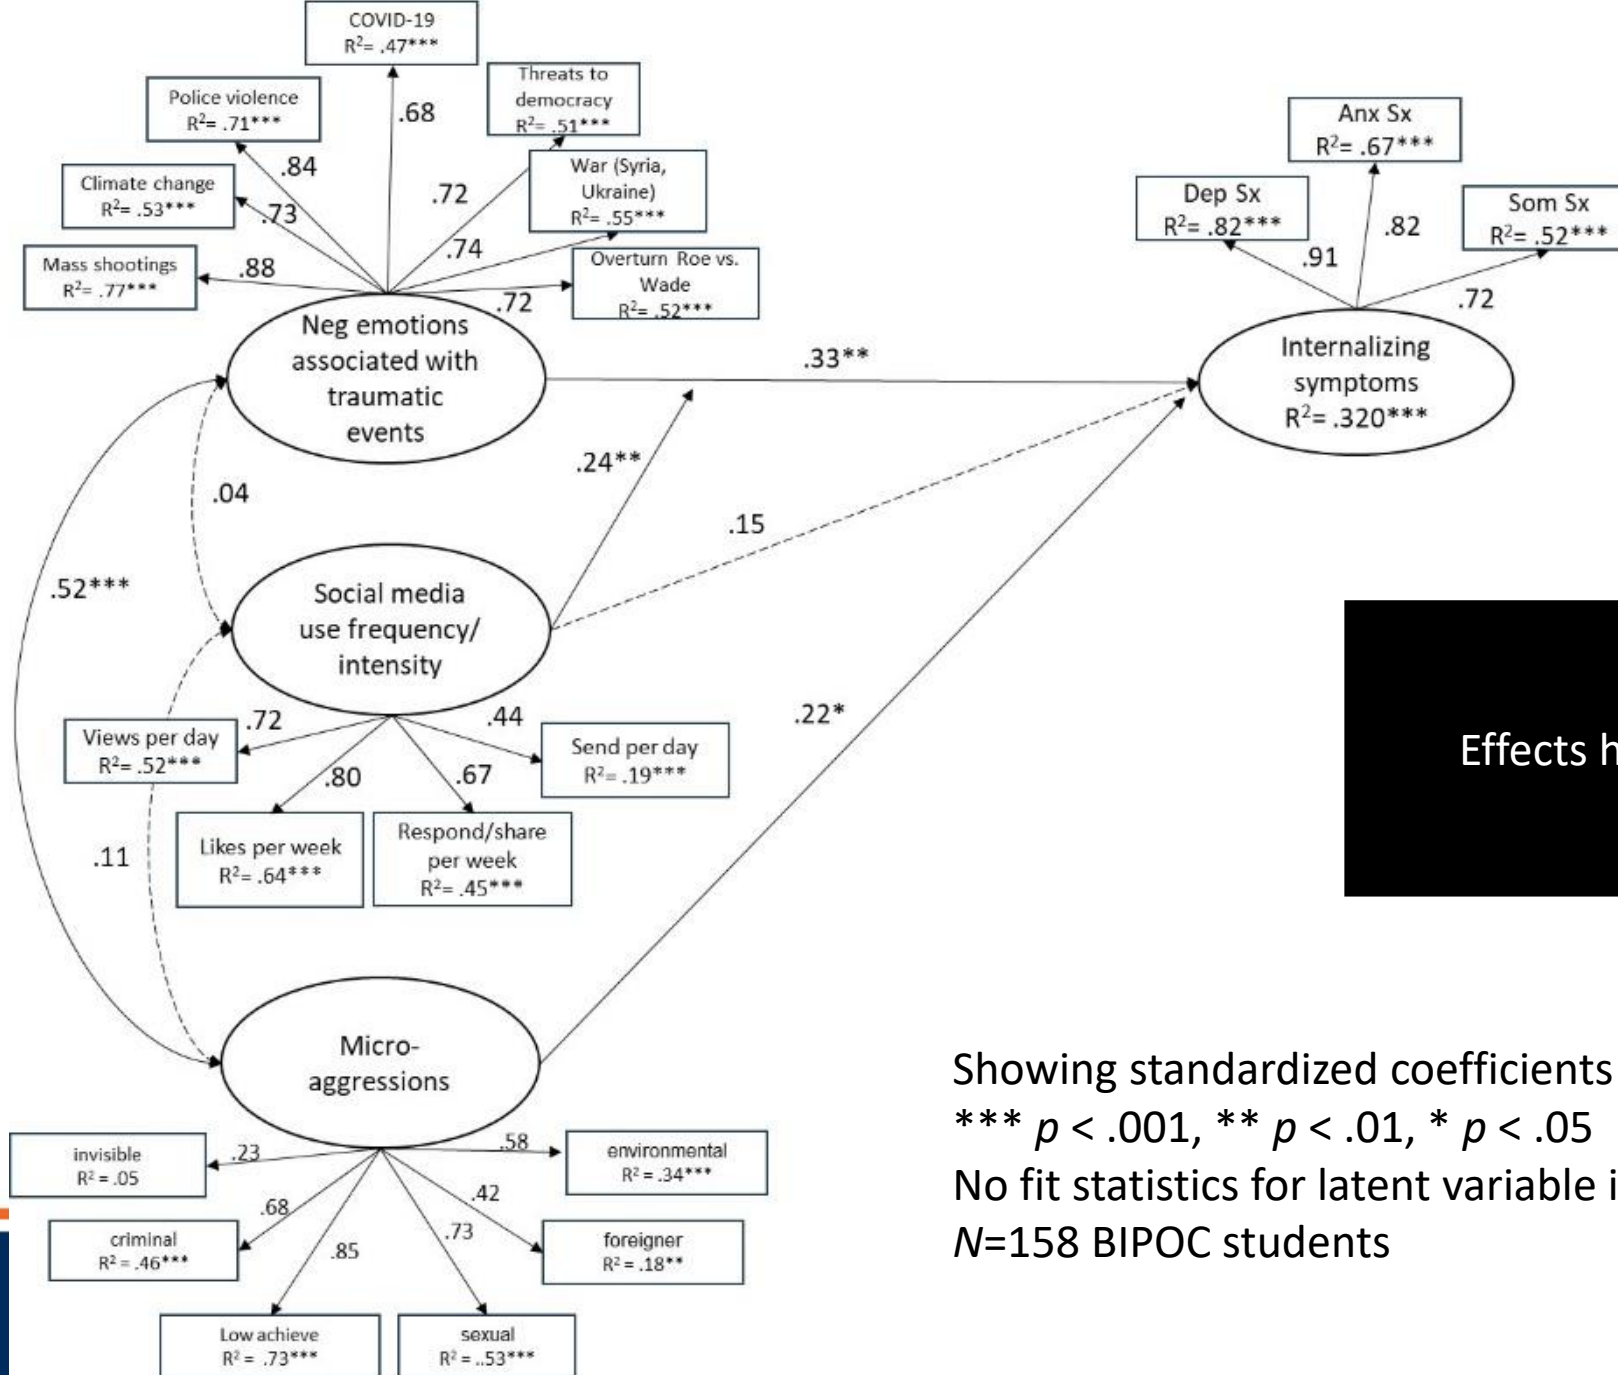 COVID-19
R²= .47***
Threats to
democracy
R²= .51***
Police violence
R²= .71***
.68
.84
War (Syria,
Ukraine)
R²= .55***
Climate change
R²= .53***
.73
.72
.74
Mass shootings
R²= .77***
.88
Overturn Roe vs.
Wade
R²= .52***
.72
Neg emotions
associated with
traumatic
events
Anx Sx
R²= .67***
Dep Sx
R²= .82***
Som Sx
R²= .52***
.91
.82
.72
Internalizing
symptoms
R²= .320***
.33**
.24**
.04
.15
.52***
Social media
use frequency/
intensity
.22*
Views per day
R²= .52***
.72
.44
Send per day
R²= .19***
.80
.67
Likes per week
R²= .64***
Respond/share
per week
R²= .45***
.11
Effects h
Micro-
aggressions
invisible
R² = .05
.23
.58
environmental
R² = .34***
.68
.42
criminal
R² = .46***
.85
.73
foreigner
R² = .18**
Low achieve
R² = .73***
sexual
R² = ..53***
Showing standardized coefficients
*** p < .001, ** p < .01, * p < .05
No fit statistics for latent variable i
N=158 BIPOC students